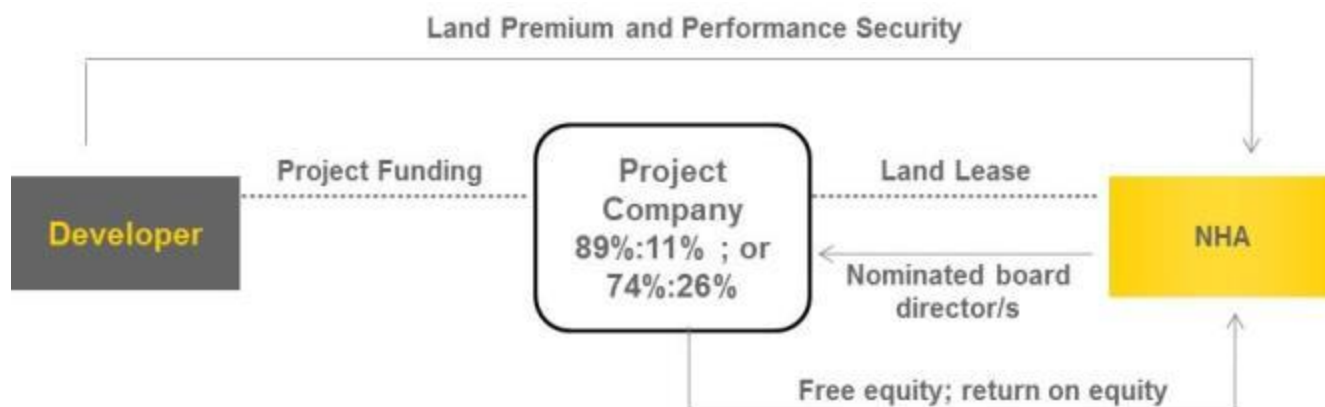 Land Premium and Performance Security
Developer
Project Funding
Project
Company
89%:11% ; or
74%:26%
Land Lease
Nominated board
director/s
NHA
Free equity; return on equity